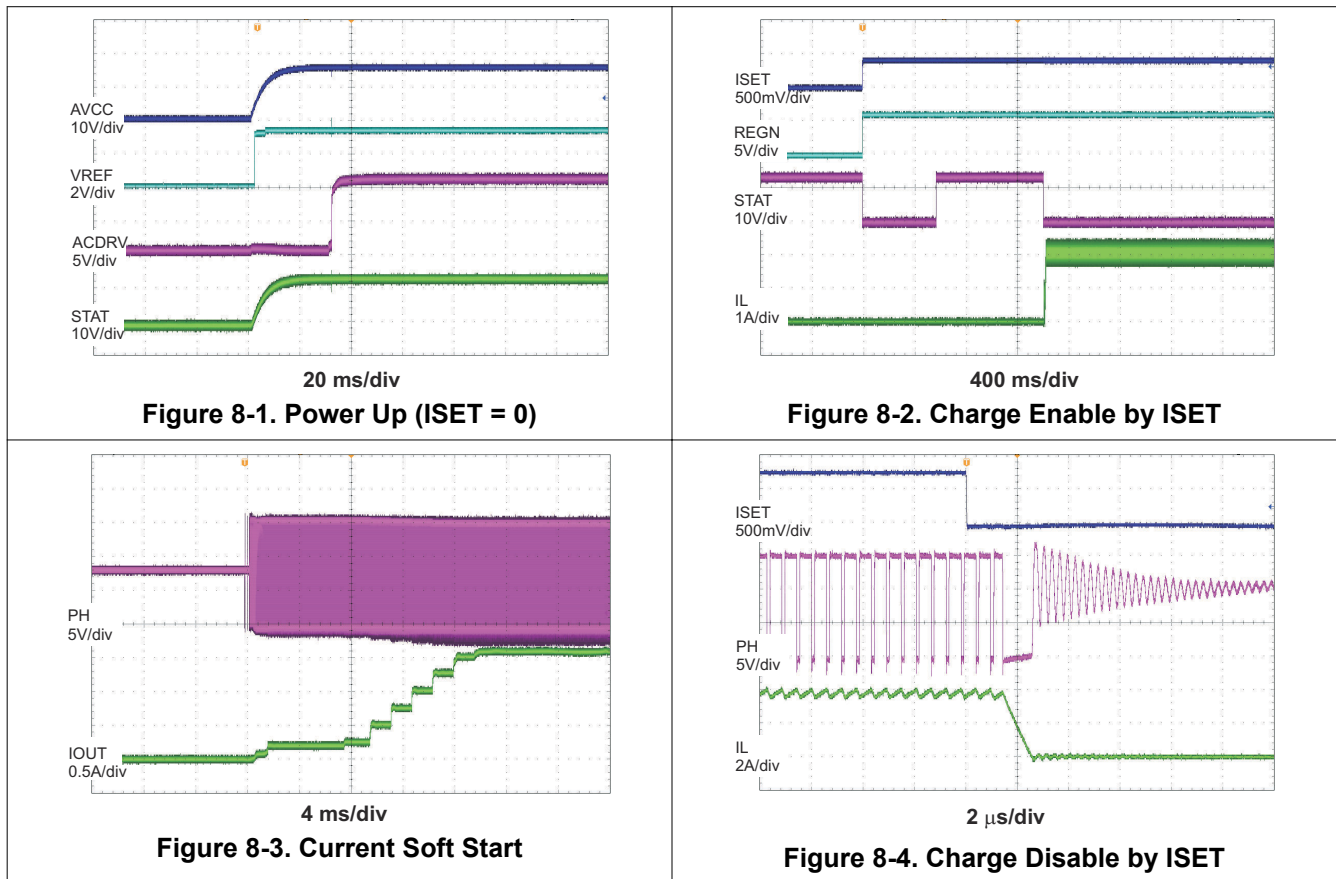 AVCC
10V/div
VREF
2V/div
ACDRV
5V/div
STAT
10V/div
20 ms/div
Figure 8-1. Power Up (ISET = 0)
ISET
500mV/div
REGN
5V/div
STAT
10V/div
IL
1A/div
400 ms/div
Figure 8-2. Charge Enable by ISET
PH
5V/div
IOUT
0.5A/div
4 ms/div
Figure 8-3. Current Soft Start
ISET
500mV/div
PH
5V/div
IL
2A/div
2 μs/div
Figure 8-4. Charge Disable by ISET